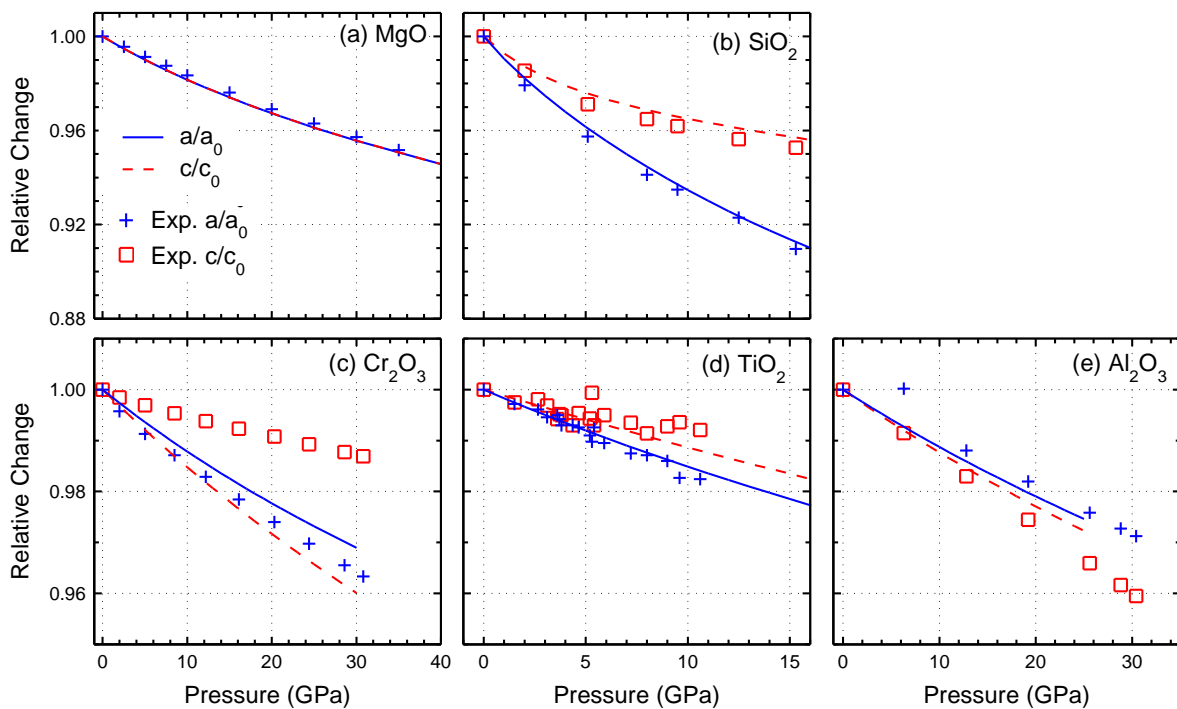 (a) MgO
(b) SiO₂
1.00
0.96
0.92
0.88
Relative Change
a/a₀
c/c₀
Exp. a/a₀⁻
Exp. c/c₀
(c) Cr₂O₃
(d) TiO₂
(e) Al₂O₃
1.00
0.98
0.96
Relative Change
0 10 20 30 40
0 5 10 15
0 10 20 30
Pressure (GPa)
Pressure (GPa)
Pressure (GPa)